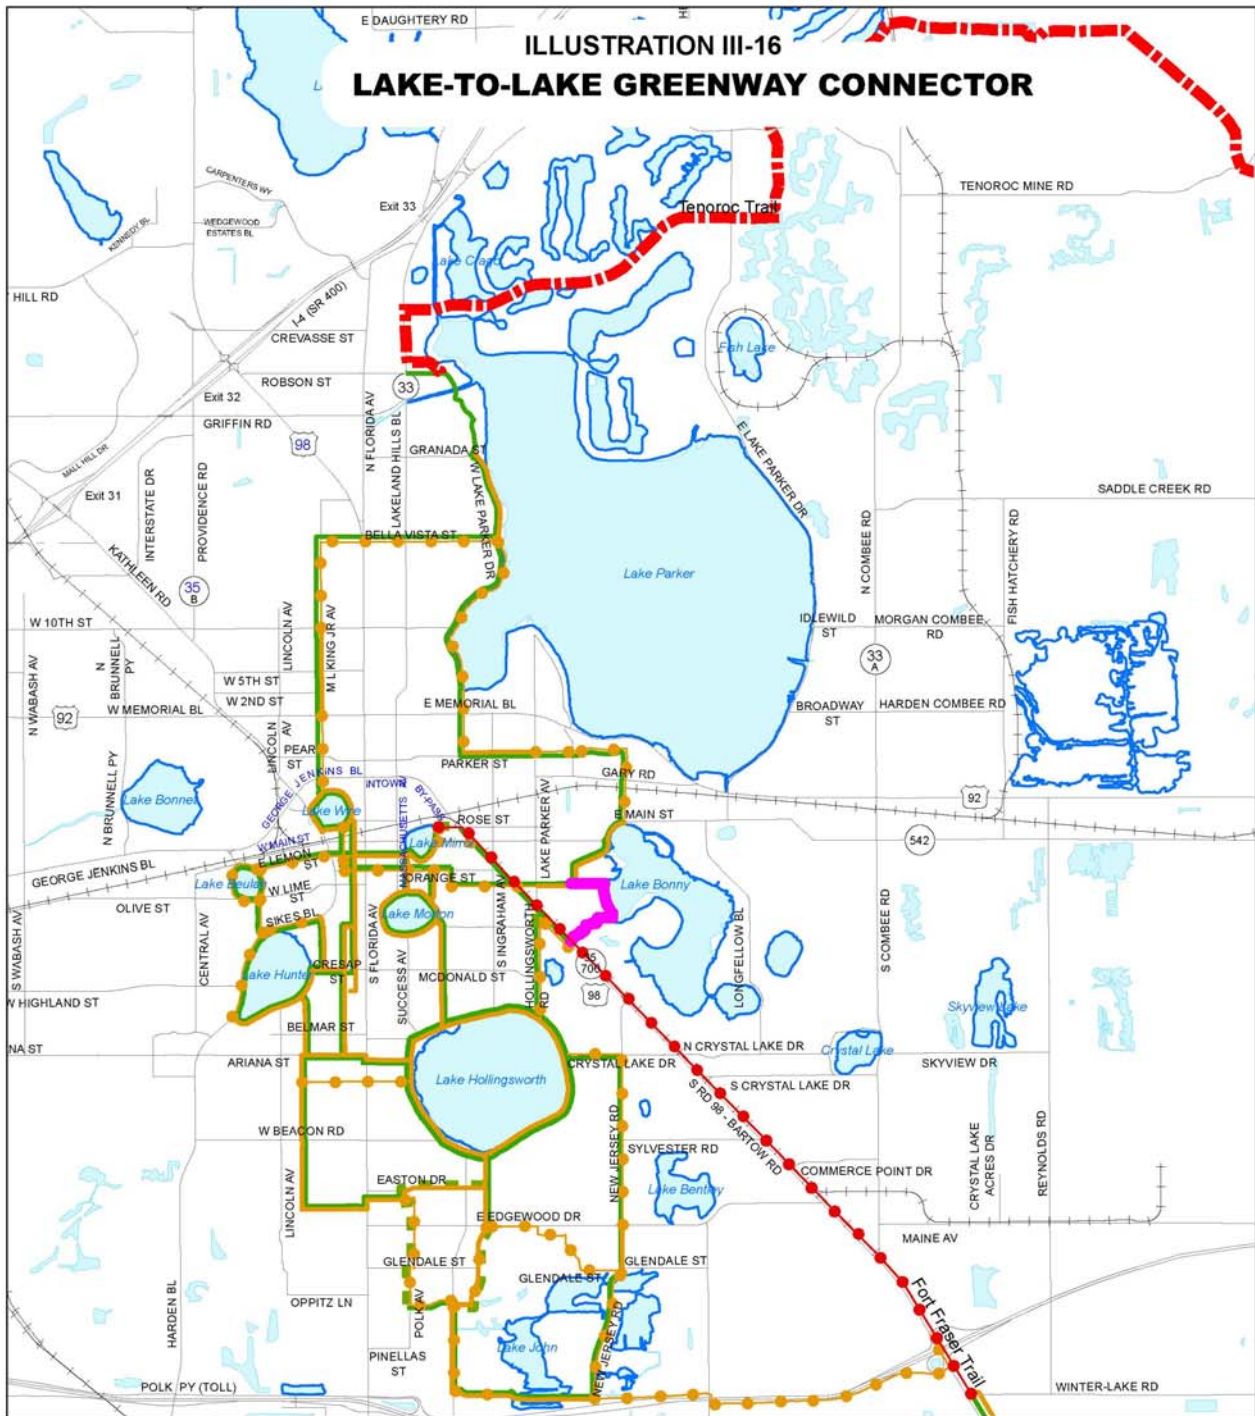 E DAUGHTERY RD
ILLUSTRATION III-16
LAKE-TO-LAKE GREENWAY CONNECTOR
CARPENTERS WY
TENOROC MINE RD
Exit 33
Tenoroc Trail
WEDGEWOOD
ESTATES BL
KENNEDY BL
HILL RD
I-4 (SR 400)
CREVASSE ST
Fish Lake
ROBSON ST
33
Exit 32
GRIFFIN RD
98
N FLORIDA AV
LAKELAND HILLS BL
GRANADA ST
W LAKE PARKER DR
E LAKE PARKER DR
MALL HILL DR
Exit 31
INTERSTATE DR
PROVIDENCE RD
SADDLE CREEK RD
BELLA VISTA ST
KATHLEEN RD
N COMBEE RD
FISH HATCHERY RD
Lake Parker
35
B
W 10TH ST
LINCOLN AV
M L KING JR AV
IDLEWILD
ST
MORGAN COMBEE
RD
N
BRUNNELL
PY
N WABASH AV
33
A
W 5TH ST
W 2ND ST
92
W MEMORIAL BL
E MEMORIAL BL
BROADWAY
ST
HARDEN COMBEE RD
LINCOLN
AV
PEAR
ST
PARKER ST
GARY RD
GEORGE JENKINS BL
INTOWN
BY-PASS
N BRUNNELL PY
MASSACHUSETTS
LAKE PARKER AV
92
Lake Wire
ROSE ST
E MAIN ST
542
W MAIN ST
E LEMON
ST
GEORGE JENKINS BL
W LIME
ST
ORANGE ST
Lake Bonny
OLIVE ST
SIKES BL
Lake Morton
S WABASH AV
CENTRAL AV
S FLORIDA AV
S INGRAHAM AV
HOLLINGSWORTH
RD
LONGFELLOW BL
S COMBEE RD
CRESAP
ST
SUCCESS AV
MCDONALD ST
35
700
98
W HIGHLAND ST
BELMAR ST
Skyview Lake
NA ST
ARIANA ST
N CRYSTAL LAKE DR
Crystal Lake
CRYSTAL LAKE DR
SKYVIEW DR
Lake Hollingsworth
S CRYSTAL LAKE DR
S RD 98 - BARTOW RD
W BEACON RD
NEW JERSEY RD
SYLVESTER RD
COMMERCE POINT DR
CRYSTAL LAKE
ACRES DR
REYNOLDS RD
LINCOLN AV
EASTON DR
Lake Bentley
E EDGEWOOD DR
MAINE AV
GLENDALE ST
GLENDALE ST
GLENDALE ST
OPPITZ LN
HARDEN BL
POLK AV
Fort Fraser Trail
Lake John
NEW JERSEY RD
PINELLAS
ST
POLK PY (TOLL)
WINTER-LAKE RD